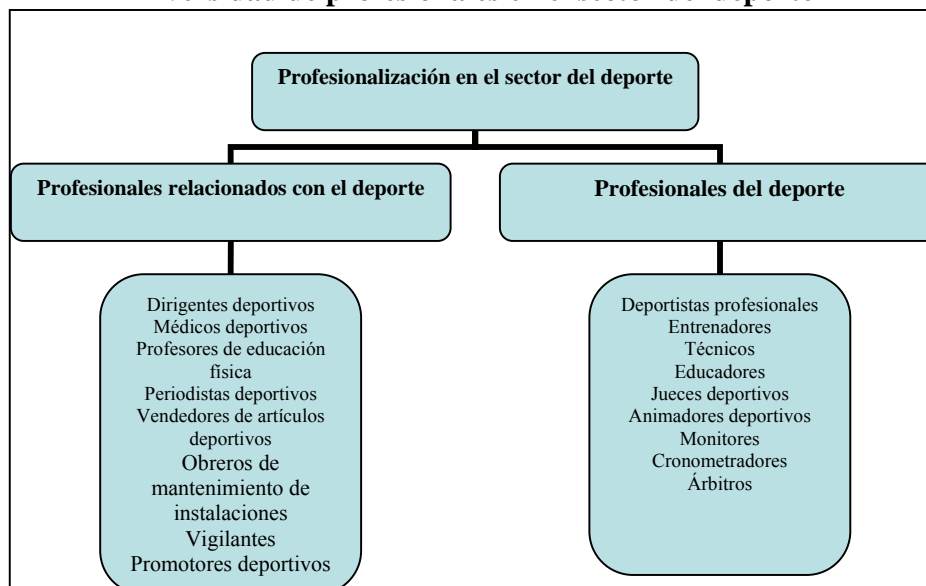 Profesionalización en el sector del deporte
Profesionales relacionados con el deporte
Profesionales del deporte
Dirigentes deportivos
Médicos deportivos
Profesores de educación
física
Periodistas deportivos
Vendedores de artículos
deportivos
Obreros de
mantenimiento de
instalaciones
Vigilantes
Promotores deportivos
Deportistas profesionales
Entrenadores
Técnicos
Educadores
Jueces deportivos
Animadores deportivos
Monitores
Cronometradores
Árbitros